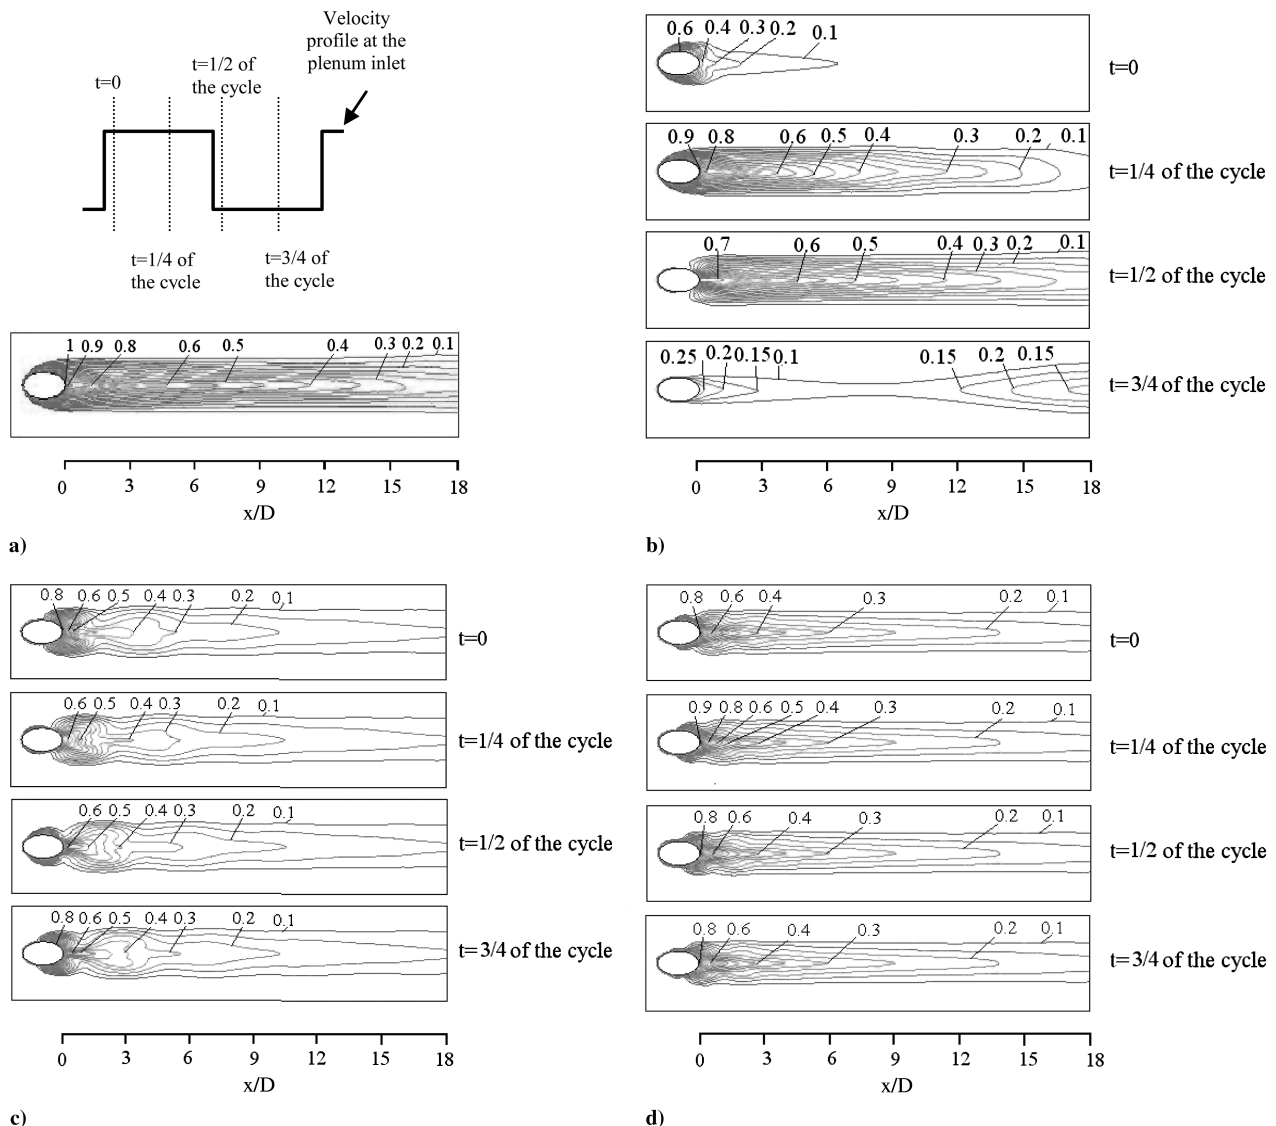 Velocity
profile at the
plenum inlet
t=0
t=1/2 of
the cycle
t=1/4 of
the cycle
t=3/4 of
the cycle
1 0.9 0.8 0.6 0.5 0.4 0.3 0.2 0.1
0 3 6 9 12 15 18
x/D
a)
0.6 0.4 0.3 0.2 0.1
t=0
0.9 0.8 0.6 0.5 0.4 0.3 0.2 0.1
t=1/4 of the cycle
0.7 0.6 0.5 0.4 0.3 0.2 0.1
t=1/2 of the cycle
0.25 0.2 0.15 0.1 0.15 0.2 0.15
t=3/4 of the cycle
0 3 6 9 12 15 18
x/D
b)
0.8 0.6 0.5 0.4 0.3 0.2 0.1
t=0
0.6 0.5 0.4 0.3 0.2 0.1
t=1/4 of the cycle
0.6 0.5 0.4 0.3 0.2 0.1
t=1/2 of the cycle
0.8 0.6 0.5 0.4 0.3 0.2 0.1
t=3/4 of the cycle
0 3 6 9 12 15 18
x/D
c)
0.8 0.6 0.4 0.3 0.2 0.1
t=0
0.9 0.8 0.6 0.5 0.4 0.3 0.2 0.1
t=1/4 of the cycle
0.8 0.6 0.4 0.3 0.2 0.1
t=1/2 of the cycle
0.8 0.6 0.4 0.3 0.2 0.1
t=3/4 of the cycle
0 3 6 9 12 15 18
x/D
d)